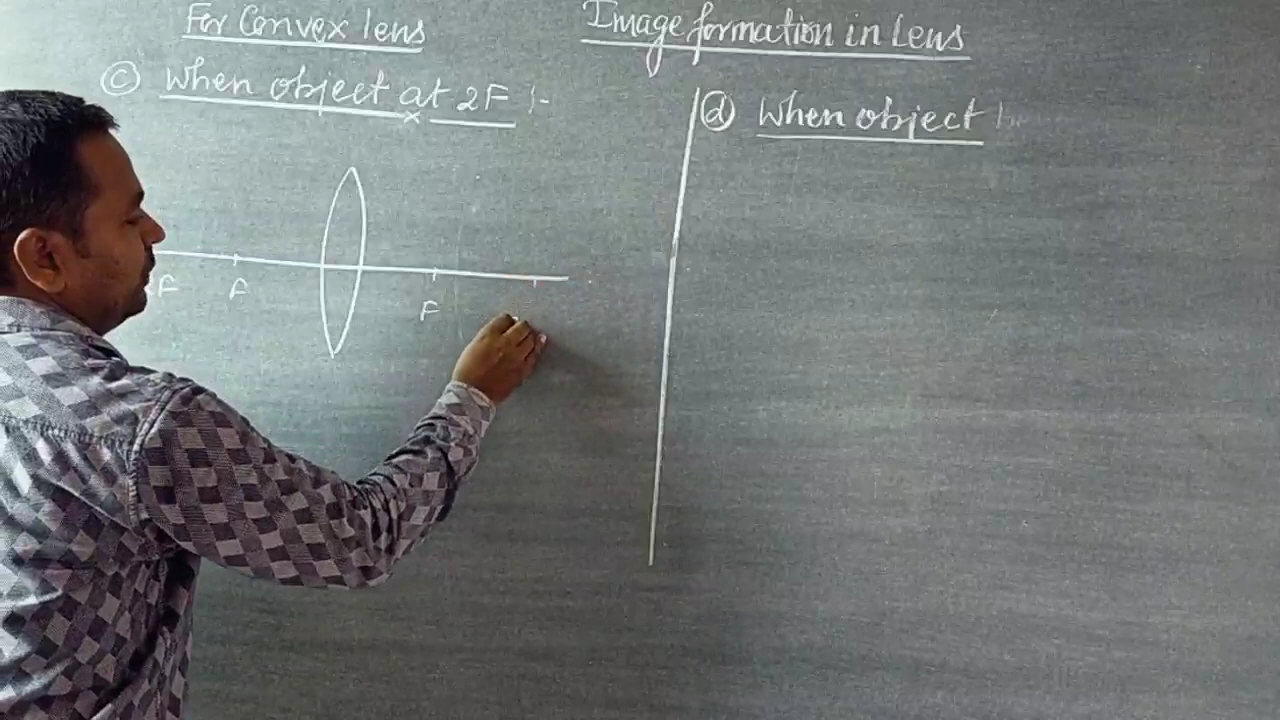 For Convex lens
Image formation in Lens
(c) When object at 2F :-
(d) When object
F
F
F